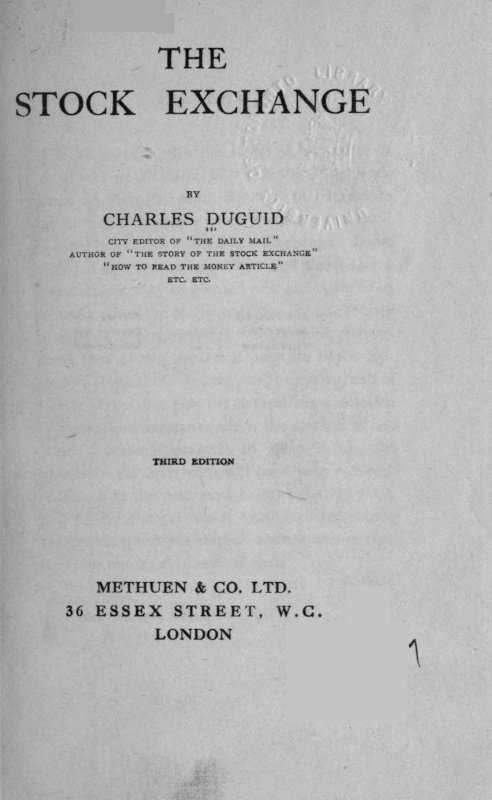 THE
STOCK EXCHANGE
BY
CHARLES DUGUID
CITY EDITOR OF "THE DAILY MAIL"
AUTHOR OF "THE STORY OF THE STOCK EXCHANGE"
"HOW TO READ THE MONEY ARTICLE"
ETC. ETC.
THIRD EDITION
METHUEN & CO. LTD.
36 ESSEX STREET, W.C.
LONDON